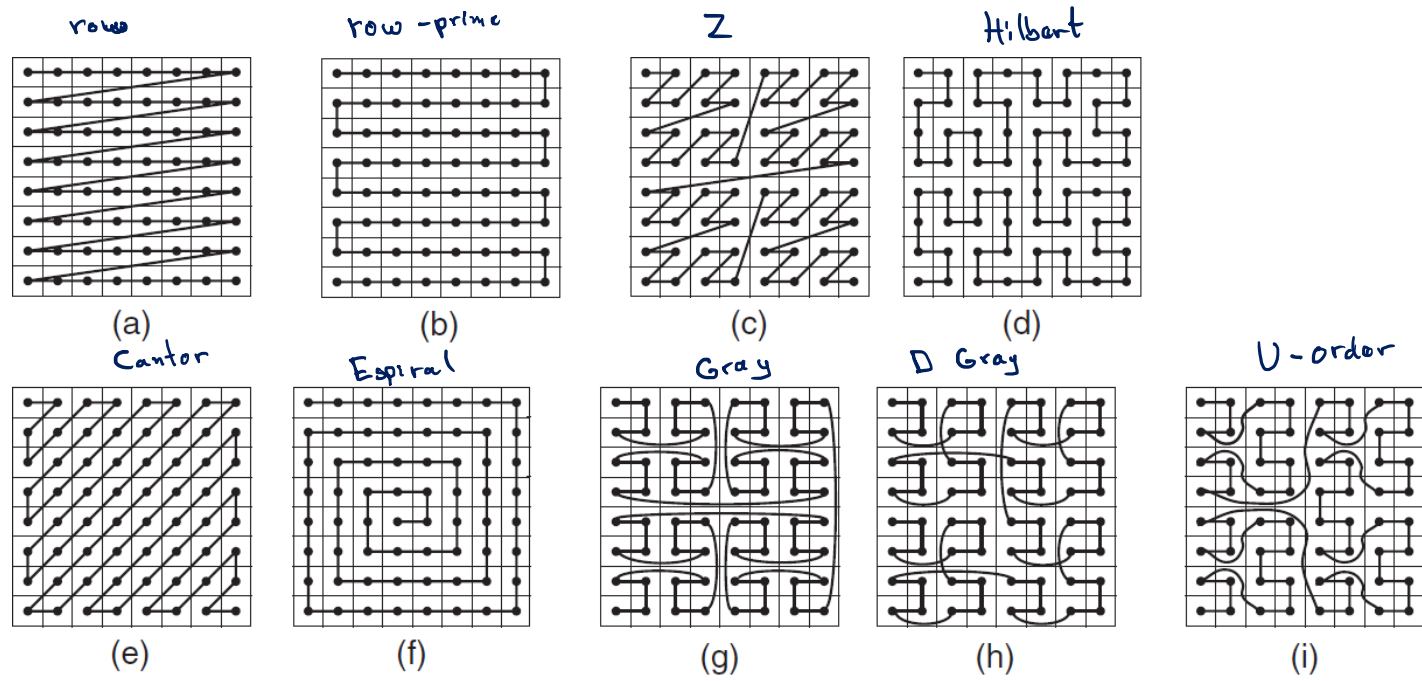 row
row-prime
Z
Hilbert
(a)
(b)
(c)
(d)
Cantor
Espiral
Gray
D Gray
U-order
(e)
(f)
(g)
(h)
(i)